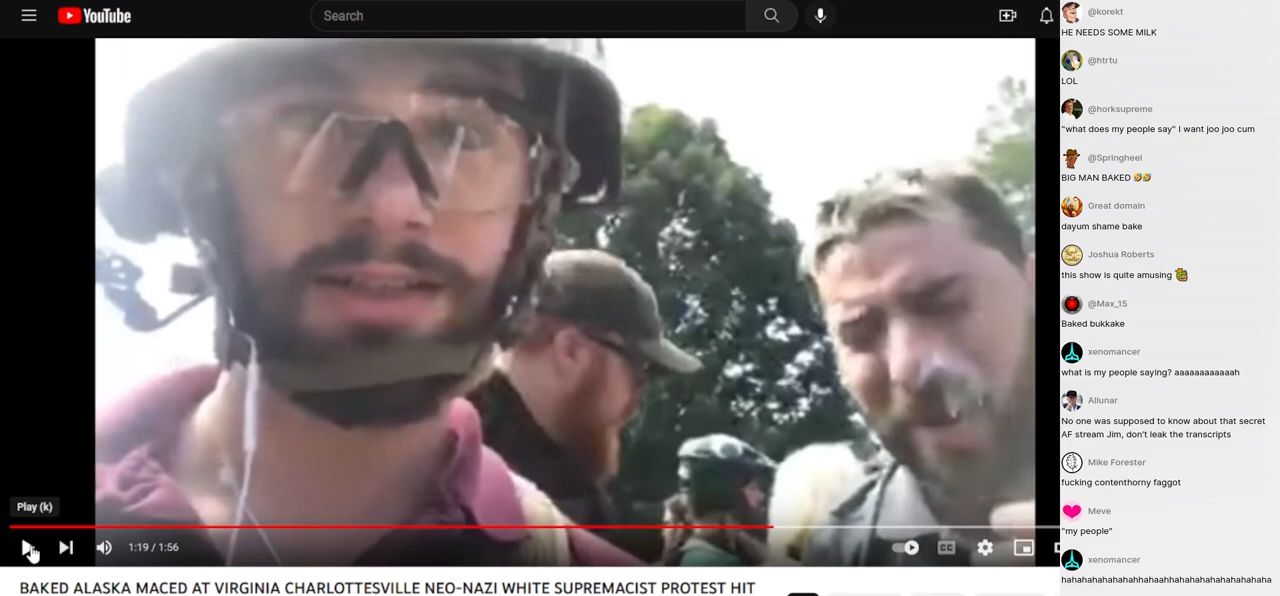 YouTube
Search
Play (k)
1:19 / 1:56
CC
BAKED ALASKA MACED AT VIRGINIA CHARLOTTESVILLE NEO-NAZI WHITE SUPREMACIST PROTEST HIT
@korekt
HE NEEDS SOME MILK
@htrtu
LOL
@horksupreme
"what does my people say" I want joo joo cum
@Springheel
BIG MAN BAKED 🤣🤣
Great domain
dayum shame bake
Joshua Roberts
this show is quite amusing
@Max_15
Baked bukkake
xenomancer
what is my people saying? aaaaaaaaaaaah
Allunar
No one was supposed to know about that secret
AF stream Jim, don't leak the transcripts
Mike Forester
fucking contenthorny faggot
Meve
"my people"
xenomancer
hahahahahahahahhahaahhahahahahahahahahaha